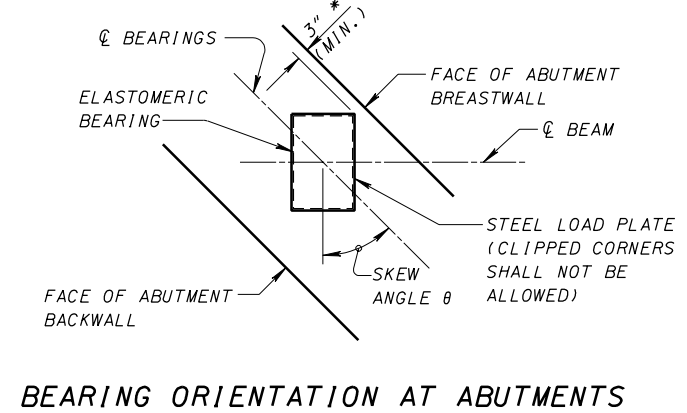 3" *
(MIN.)
℄ BEARINGS
FACE OF ABUTMENT
BREASTWALL
ELASTOMERIC
BEARING
℄ BEAM
STEEL LOAD PLATE
(CLIPPED CORNERS
SHALL NOT BE
ALLOWED)
SKEW
ANGLE θ
FACE OF ABUTMENT
BACKWALL
BEARING ORIENTATION AT ABUTMENTS